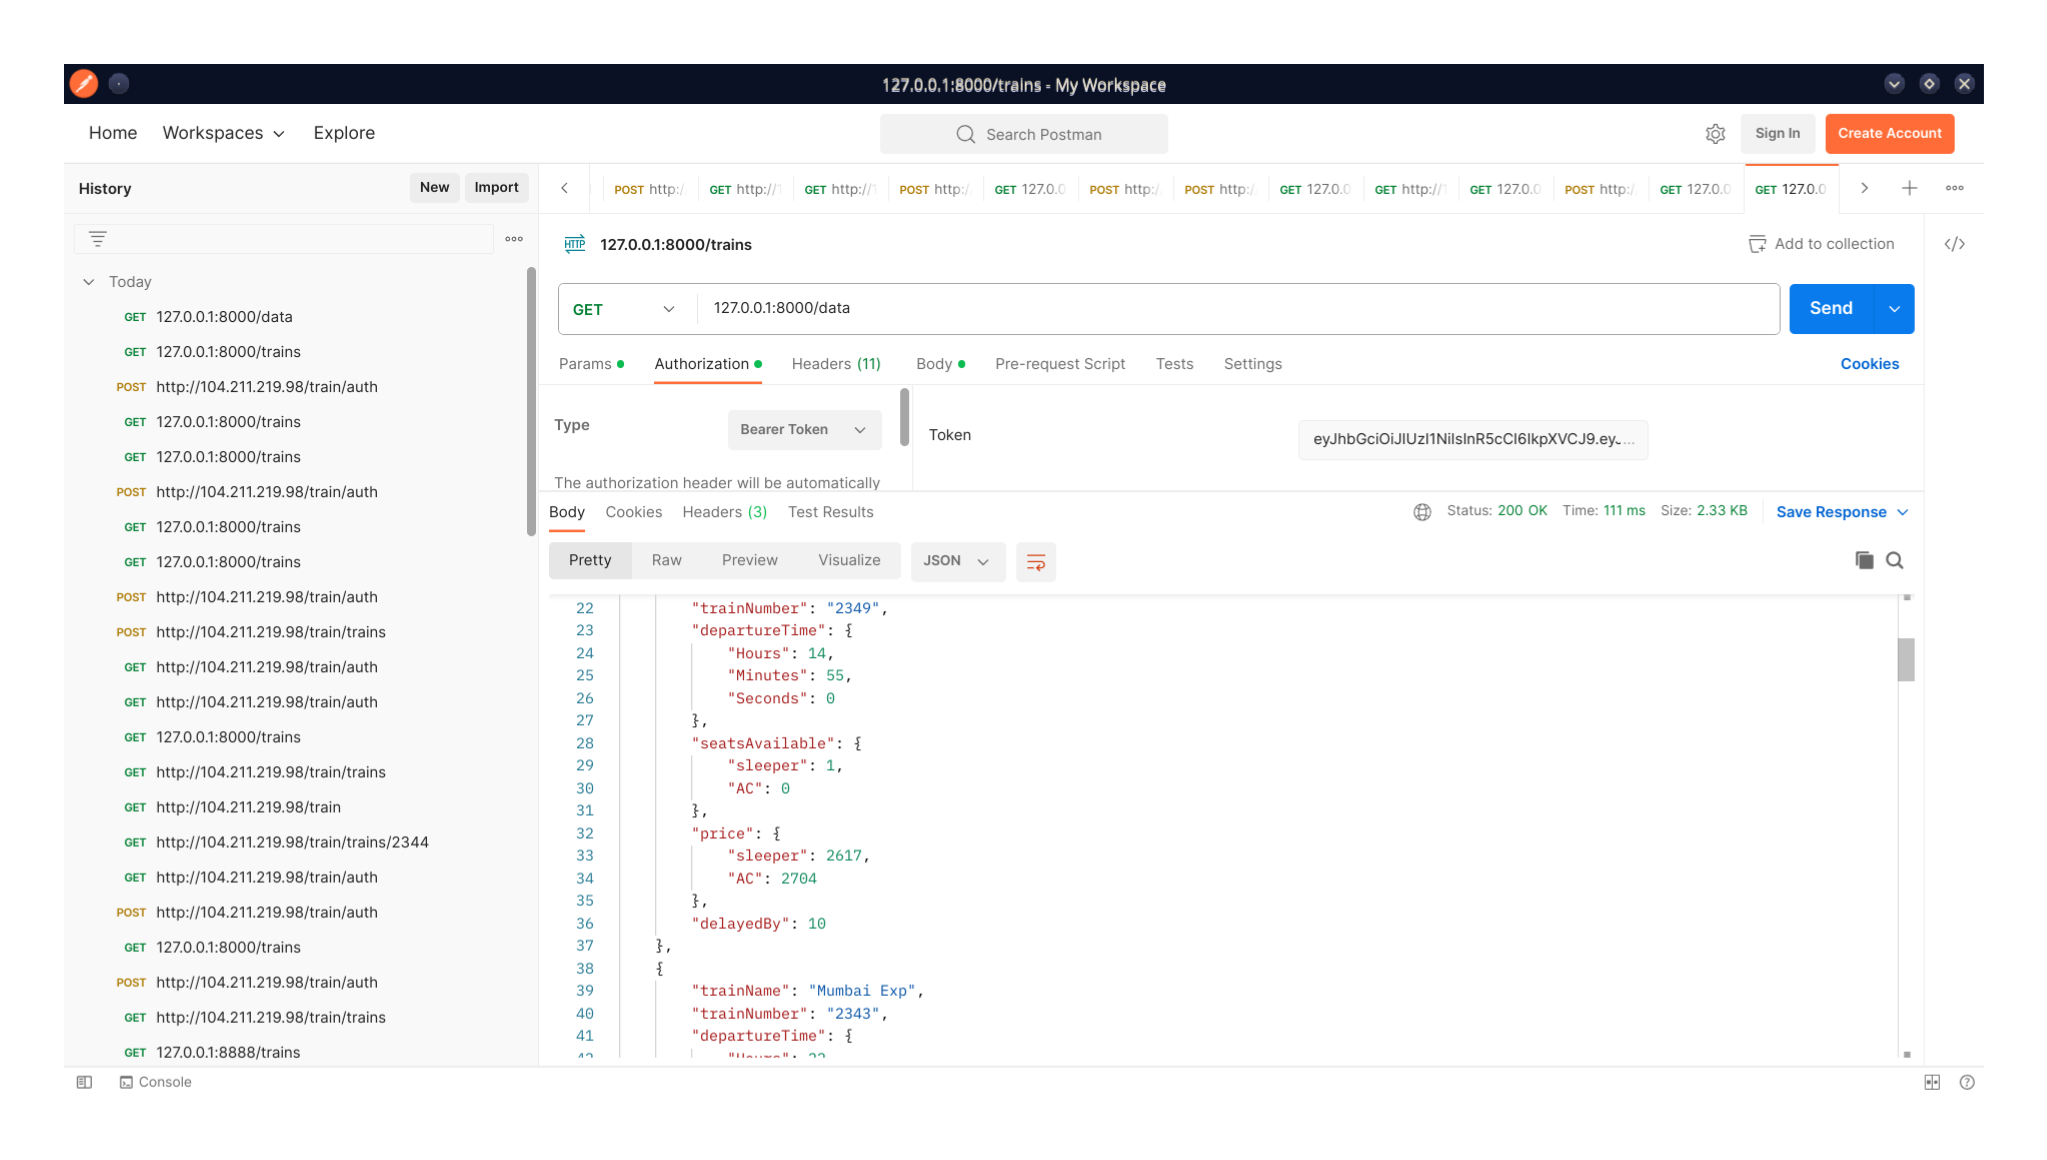 127.0.0.1:8000/trains - My Workspace
Home Workspaces Explore
Search Postman
Sign In Create Account
History New Import
POST http:/ GET http://1 GET http://1 POST http:/ GET 127.0.0 POST http:/ POST http:/ GET 127.0.0 GET http://1 GET 127.0.0 POST http:/ GET 127.0.0 GET 127.0.0
HTTP 127.0.0.1:8000/trains
Add to collection </>
Today
GET 127.0.0.1:8000/data
GET 127.0.0.1:8000/trains
POST http://104.211.219.98/train/auth
GET 127.0.0.1:8000/trains
GET 127.0.0.1:8000/trains
POST http://104.211.219.98/train/auth
GET 127.0.0.1:8000/trains
GET 127.0.0.1:8000/trains
POST http://104.211.219.98/train/auth
POST http://104.211.219.98/train/trains
GET http://104.211.219.98/train/auth
GET http://104.211.219.98/train/auth
GET 127.0.0.1:8000/trains
GET http://104.211.219.98/train/trains
GET http://104.211.219.98/train
GET http://104.211.219.98/train/trains/2344
GET http://104.211.219.98/train/auth
POST http://104.211.219.98/train/auth
GET 127.0.0.1:8000/trains
POST http://104.211.219.98/train/auth
GET http://104.211.219.98/train/trains
GET 127.0.0.1:8888/trains
GET 127.0.0.1:8000/data
Send
Params Authorization Headers (11) Body Pre-request Script Tests Settings Cookies
Type Bearer Token
The authorization header will be automatically
Token eyJhbGciOiJIUzI1NiIsInR5cCI6IkpXVCJ9.ey...
Body Cookies Headers (3) Test Results
Status: 200 OK Time: 111 ms Size: 2.33 KB Save Response
Pretty Raw Preview Visualize JSON
22 "trainNumber": "2349",
23 "departureTime": {
24 "Hours": 14,
25 "Minutes": 55,
26 "Seconds": 0
27 },
28 "seatsAvailable": {
29 "sleeper": 1,
30 "AC": 0
31 },
32 "price": {
33 "sleeper": 2617,
34 "AC": 2704
35 },
36 "delayedBy": 10
37 },
38 {
39 "trainName": "Mumbai Exp",
40 "trainNumber": "2343",
41 "departureTime": {
Console